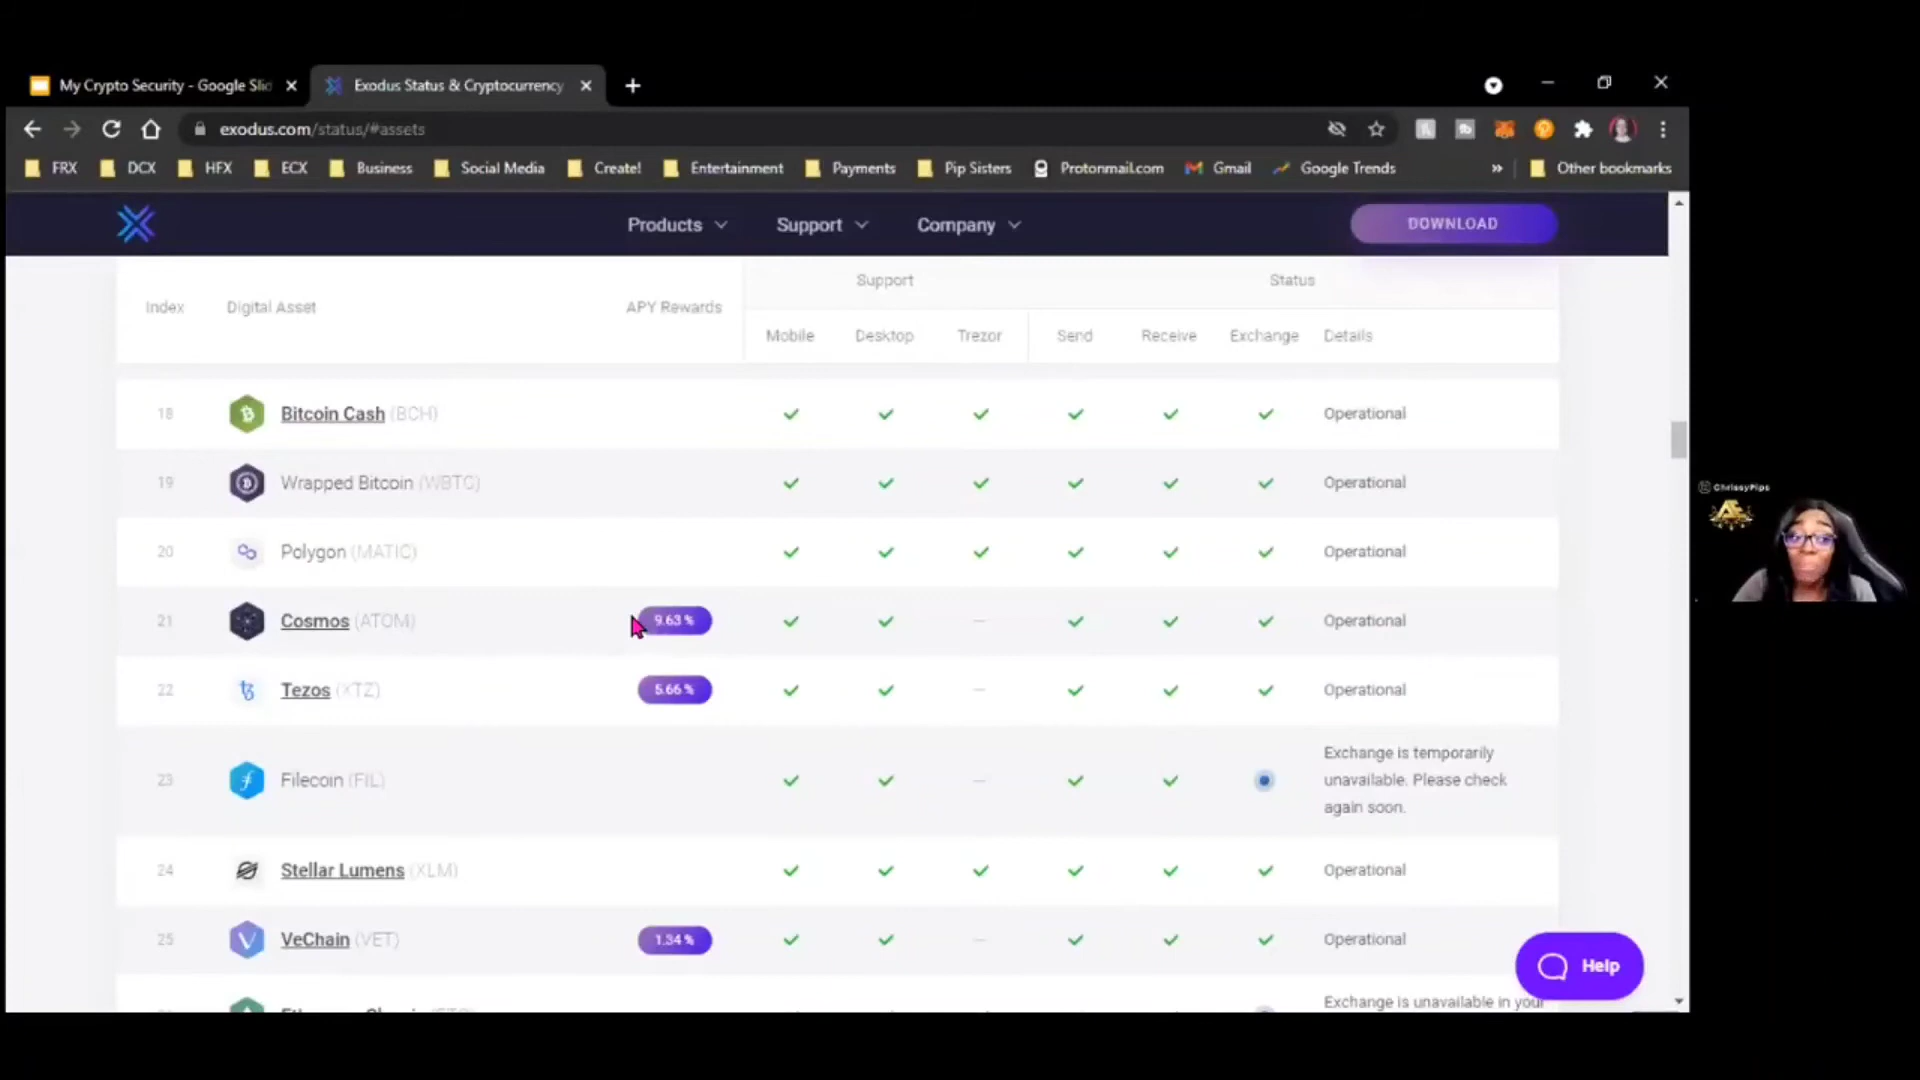 My Crypto Security - Google Slid
Exodus Status & Cryptocurrency
exodus.com/status/#assets
FRX DCX HFX ECX Business Social Media Create! Entertainment Payments Pip Sisters Protonmail.com Gmail Google Trends » Other bookmarks
Products Support Company DOWNLOAD
Support Status
Index Digital Asset APY Rewards
Mobile Desktop Trezor Send Receive Exchange Details
18 Bitcoin Cash (BCH) Operational
19 Wrapped Bitcoin (WBTC) Operational
20 Polygon (MATIC) Operational
21 Cosmos (ATOM) 9.63 % Operational
22 Tezos (XTZ) 5.66 % Operational
23 Filecoin (FIL) Exchange is temporarily
unavailable. Please check
again soon.
24 Stellar Lumens (XLM) Operational
25 VeChain (VET) 1.34 % Operational
Exchange is unavailable in your
Help
ChrissyPips